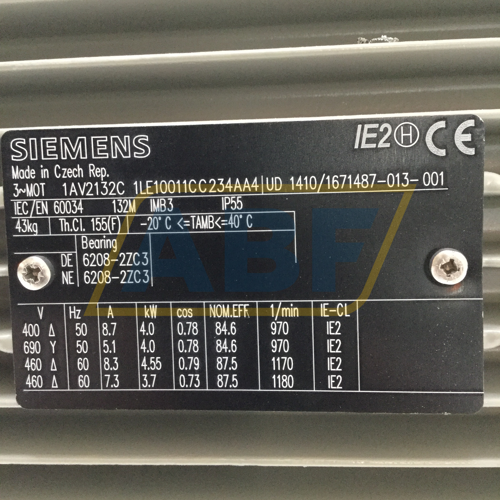 SIEMENS IE2 H CE
Made in Czech Rep.
3~MOT 1AV2132C 1LE10011CC234AA4 UD 1410/1671487-013-001
IEC/EN 60034 132M IMB3 IP55
43kg Th.Cl. 155(F) -20°C <=TAMB<=40°C
Bearing
DE 6208-2ZC3
NE 6208-2ZC3
V Hz A kW cos NOM.EFF 1/min IE-CL
400 Δ 50 8.7 4.0 0.78 84.6 970 IE2
690 Y 50 5.1 4.0 0.78 84.6 970 IE2
460 Δ 60 8.3 4.55 0.79 87.5 1170 IE2
460 Δ 60 7.3 3.7 0.73 87.5 1180 IE2
ABF